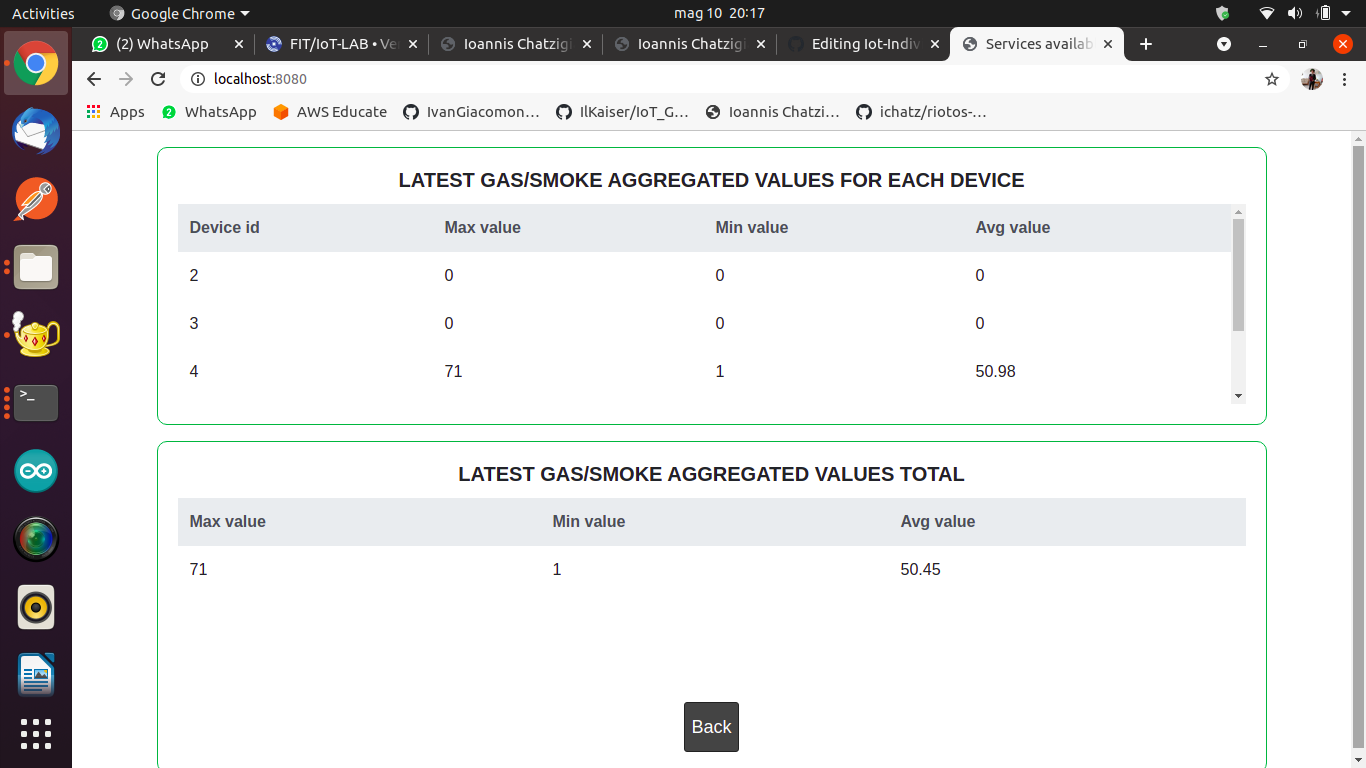 Activities Google Chrome mag 10 20:17
(2) WhatsApp FIT/IoT-LAB • Ve Ioannis Chatzigi Ioannis Chatzigi Editing Iot-Indiv Services availab
localhost:8080
Apps WhatsApp AWS Educate IvanGiacomon... IlKaiser/IoT_G... Ioannis Chatzi... ichatz/riotos-...
LATEST GAS/SMOKE AGGREGATED VALUES FOR EACH DEVICE
Device id Max value Min value Avg value
2 0 0 0
3 0 0 0
4 71 1 50.98
LATEST GAS/SMOKE AGGREGATED VALUES TOTAL
Max value Min value Avg value
71 1 50.45
Back